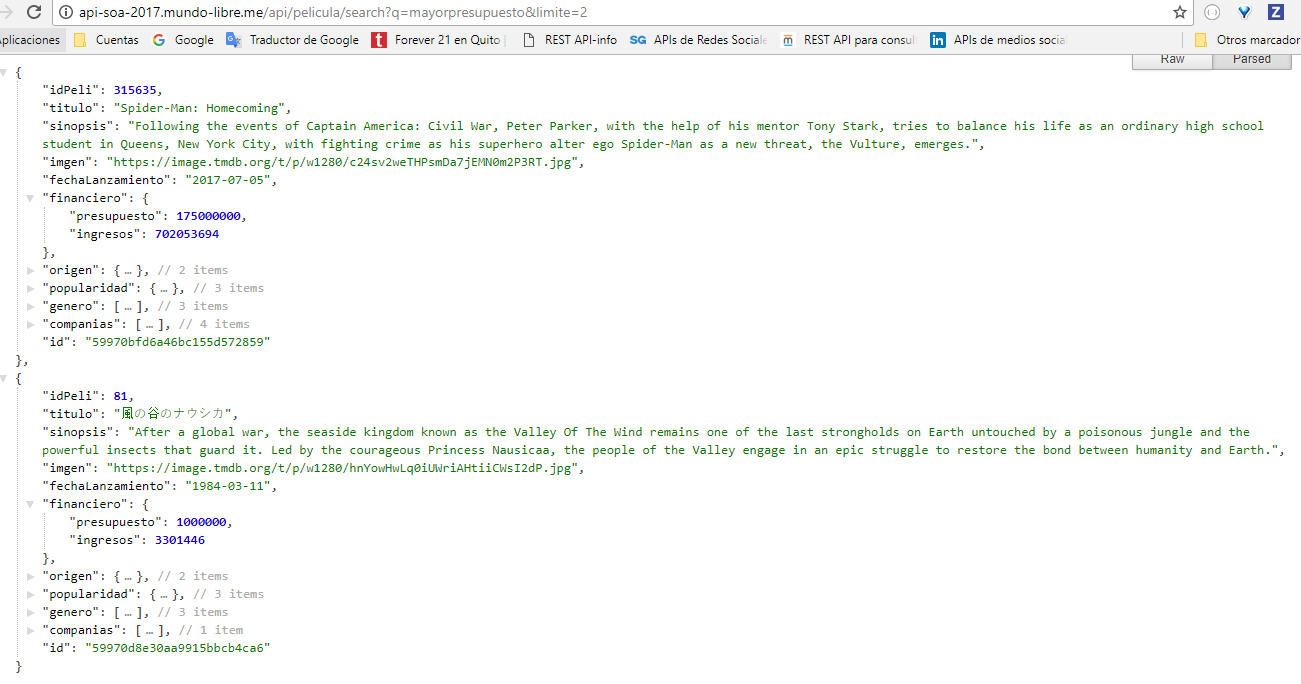 api-soa-2017.mundo-libre.me/api/pelicula/search?q=mayorpresupuesto&limite=2
plicaciones Cuentas Google Traductor de Google Forever 21 en Quito REST API-info SG APIs de Redes Sociale REST API para consul in APIs de medios socia Otros marcador
Raw Parsed
{
"idPeli": 315635,
"titulo": "Spider-Man: Homecoming",
"sinopsis": "Following the events of Captain America: Civil War, Peter Parker, with the help of his mentor Tony Stark, tries to balance his life as an ordinary high school
student in Queens, New York City, with fighting crime as his superhero alter ego Spider-Man as a new threat, the Vulture, emerges.",
"imgen": "https://image.tmdb.org/t/p/w1280/c24sv2weTHPsmDa7jEMN0m2P3RT.jpg",
"fechaLanzamiento": "2017-07-05",
"financiero": {
"presupuesto": 175000000,
"ingresos": 702053694
},
"origen": { … }, // 2 items
"popularidad": { … }, // 3 items
"genero": [ … ], // 3 items
"companias": [ … ], // 4 items
"id": "59970bfd6a46bc155d572859"
},
{
"idPeli": 81,
"titulo": "風の谷のナウシカ",
"sinopsis": "After a global war, the seaside kingdom known as the Valley Of The Wind remains one of the last strongholds on Earth untouched by a poisonous jungle and the
powerful insects that guard it. Led by the courageous Princess Nausicaa, the people of the Valley engage in an epic struggle to restore the bond between humanity and Earth.",
"imgen": "https://image.tmdb.org/t/p/w1280/hnYowHwLq0iUWriAHtiiCWsI2dP.jpg",
"fechaLanzamiento": "1984-03-11",
"financiero": {
"presupuesto": 1000000,
"ingresos": 3301446
},
"origen": { … }, // 2 items
"popularidad": { … }, // 3 items
"genero": [ … ], // 3 items
"companias": [ … ], // 1 item
"id": "59970d8e30aa9915bbcb4ca6"
}